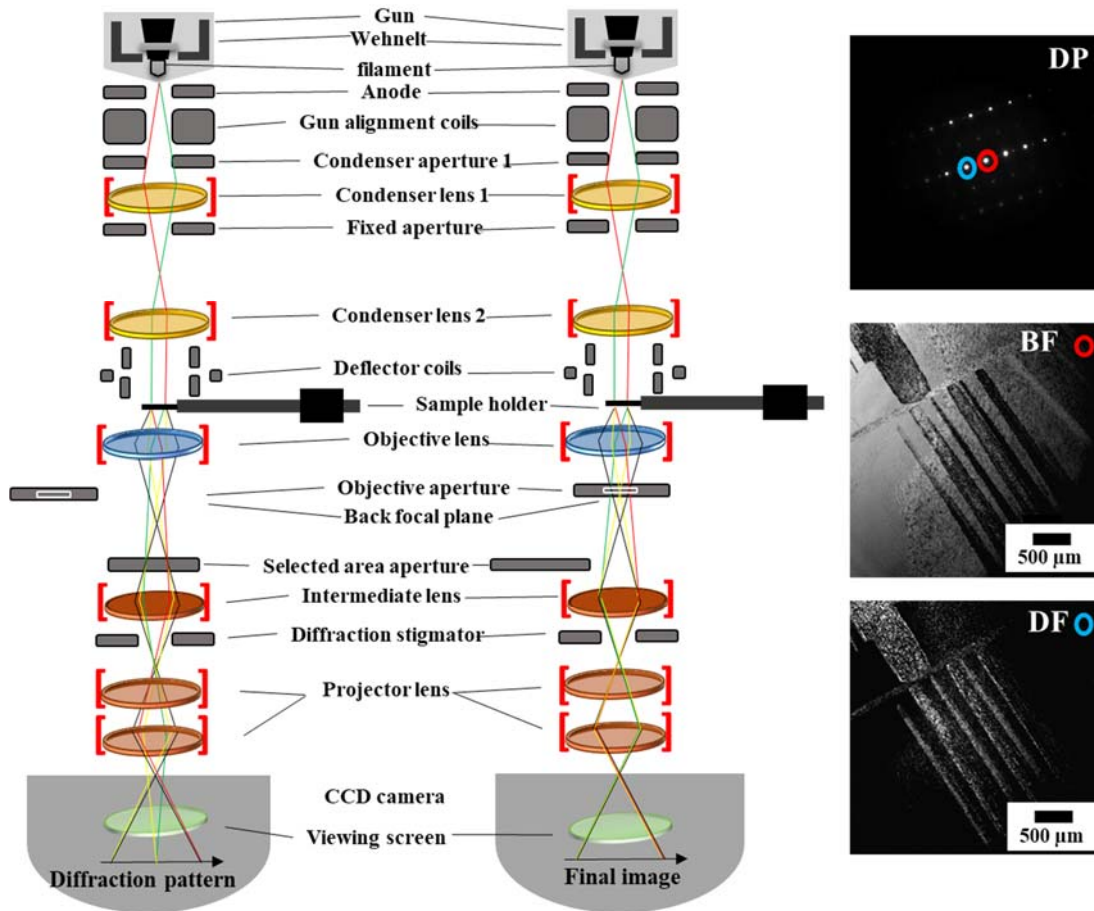 Gun
Wehnelt
filament
Anode
Gun alignment coils
Condenser aperture 1
Condenser lens 1
Fixed aperture
Condenser lens 2
Deflector coils
Sample holder
Objective lens
Objective aperture
Back focal plane
Selected area aperture
Intermediate lens
Diffraction stigmator
Projector lens
CCD camera
Viewing screen
Diffraction pattern
Final image
DP
BF
500 µm
DF
500 µm